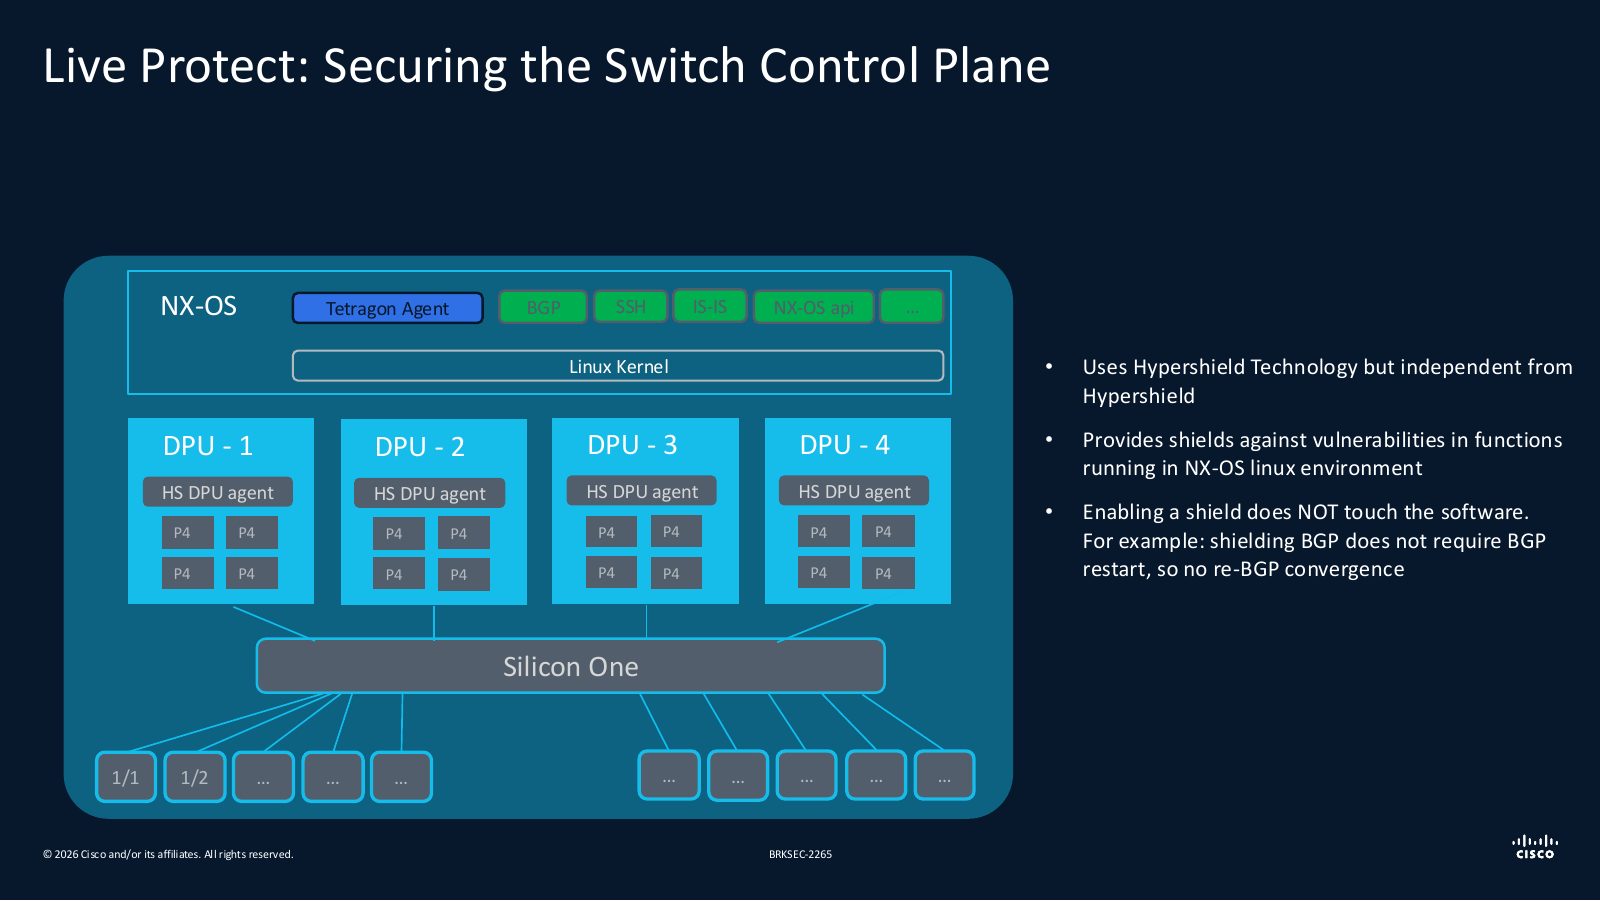 Live Protect: Securing the Switch Control Plane
NX-OS
Tetragon Agent
BGP
SSH
IS-IS
NX-OS api
...
Linux Kernel
DPU - 1
HS DPU agent
P4
P4
P4
P4
DPU - 2
HS DPU agent
P4
P4
P4
P4
DPU - 3
HS DPU agent
P4
P4
P4
P4
DPU - 4
HS DPU agent
P4
P4
P4
P4
Silicon One
1/1
1/2
...
...
...
...
...
...
...
...
• Uses Hypershield Technology but independent from
Hypershield
• Provides shields against vulnerabilities in functions
running in NX-OS linux environment
• Enabling a shield does NOT touch the software.
For example: shielding BGP does not require BGP
restart, so no re-BGP convergence
© 2026 Cisco and/or its affiliates. All rights reserved.
BRKSEC-2265
CISCO